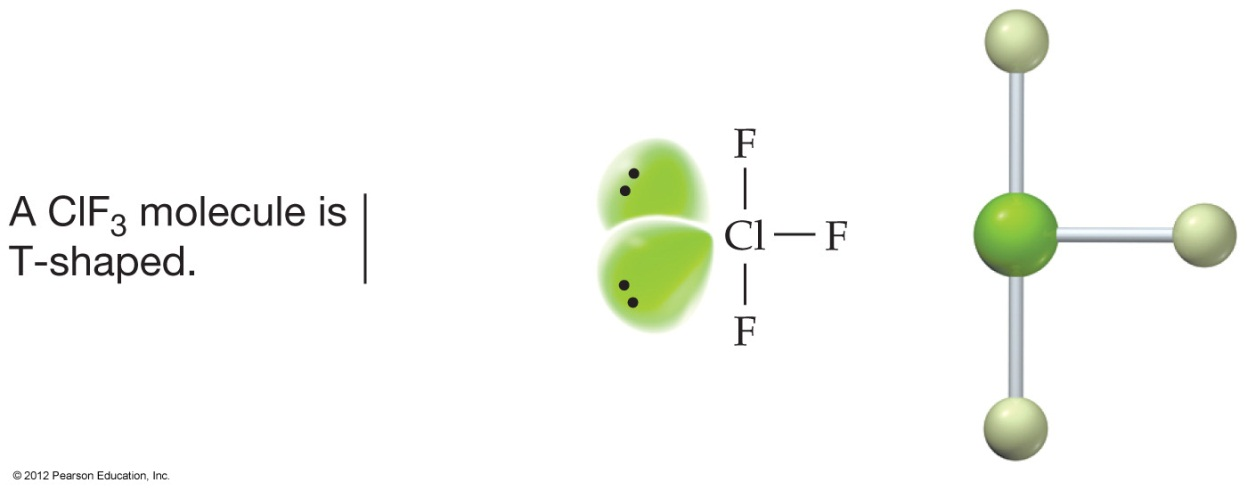 A ClF₃ molecule is
T-shaped.
F
Cl — F
F
© 2012 Pearson Education, Inc.